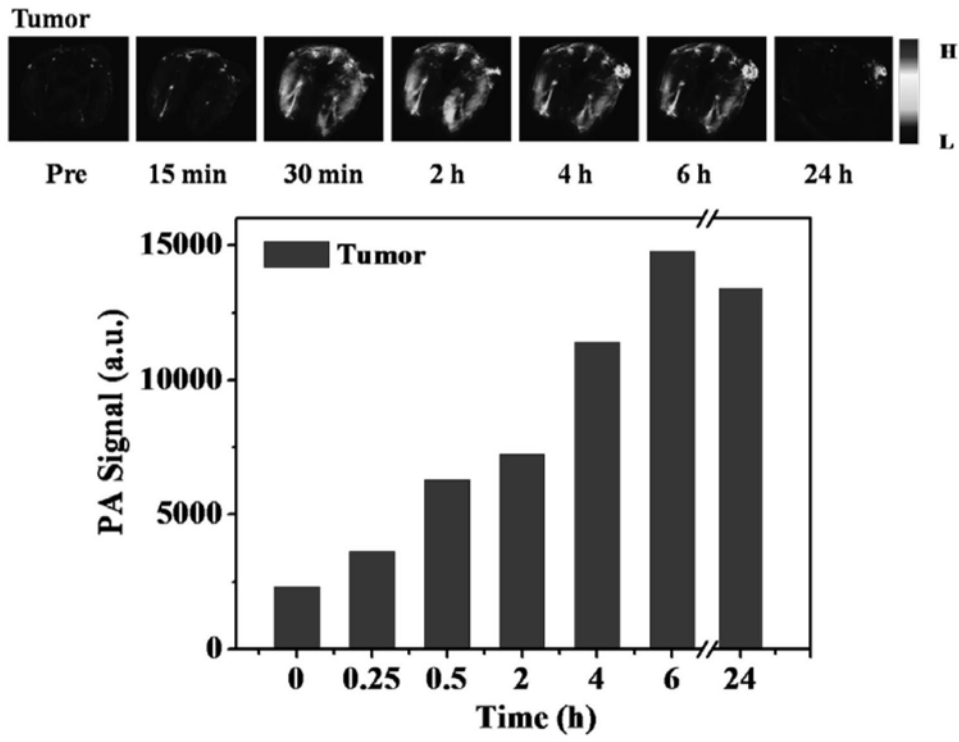 Tumor
H
L
Pre 15 min 30 min 2 h 4 h 6 h 24 h
15000
Tumor
10000
PA Signal (a.u.)
5000
0
0 0.25 0.5 2 4 6 24
Time (h)